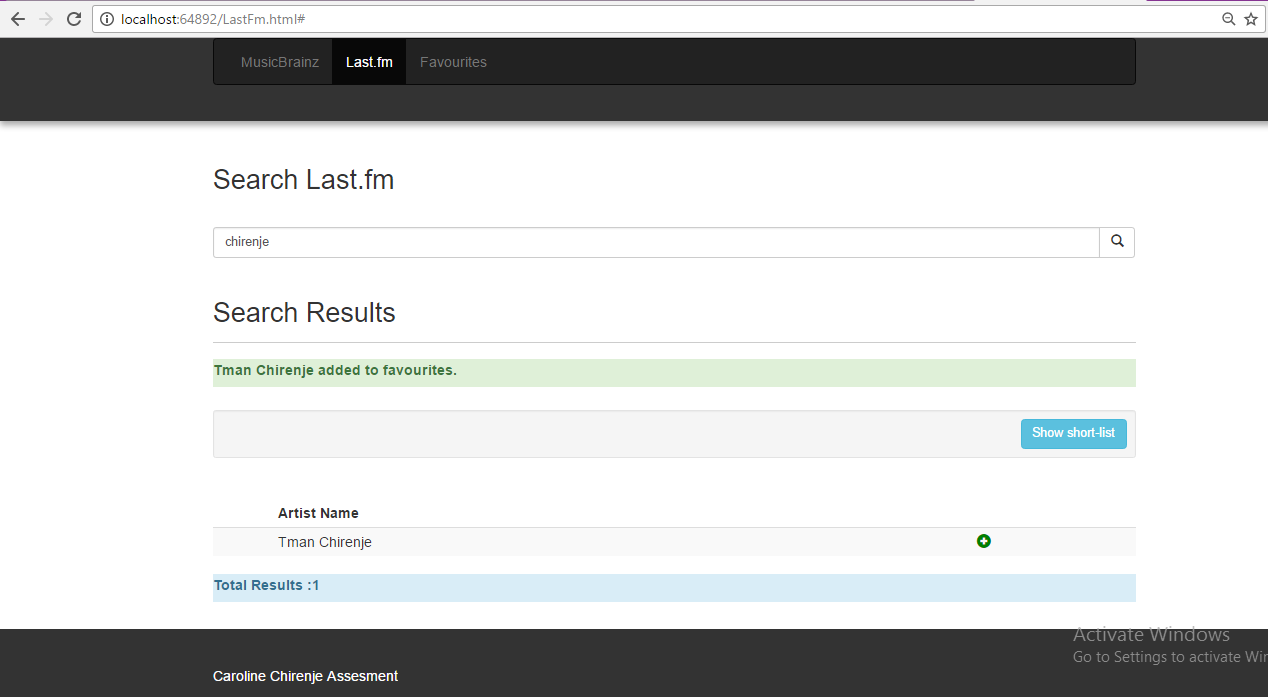 localhost:64892/LastFm.html#
MusicBrainz Last.fm Favourites
Search Last.fm
chirenje
Search Results
Tman Chirenje added to favourites.
Show short-list
Artist Name
Tman Chirenje
Total Results :1
Activate Windows
Go to Settings to activate Win
Caroline Chirenje Assesment